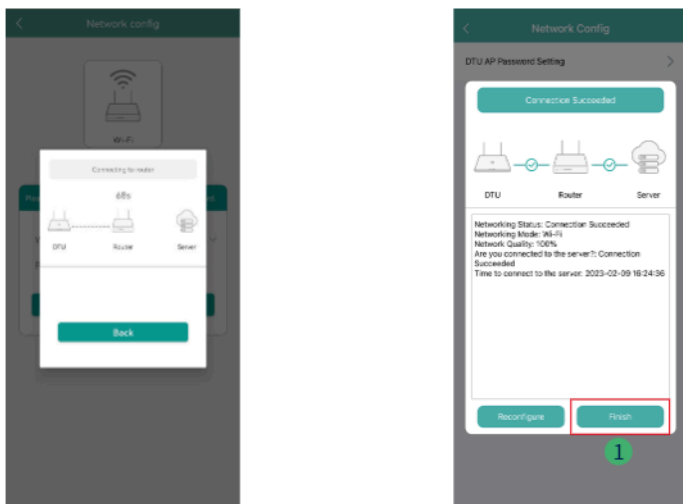 Network config
Wi-Fi
Connecting to router
68s
DTU Router Server
Back
Network Config
DTU AP Password Setting
Connection Succeeded
DTU Router Server
Networking Status: Connection Succeeded
Networking Mode: Wi-Fi
Network Quality: 100%
Are you connected to the server?: Connection
Succeeded
Time to connect to the server: 2023-02-09 16:24:36
Reconfigure Finish
1